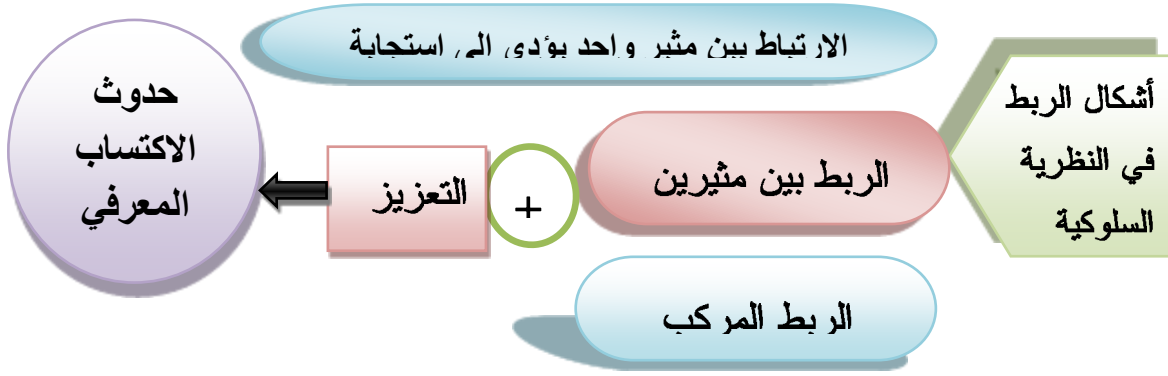 أشكال الربط
في النظرية
السلوكية
الارتباط بين مثير واحد يؤدي الى استجابة
الربط بين مثيرين
الربط المركب
+
التعزيز
حدوث
الاكتساب
المعرفي